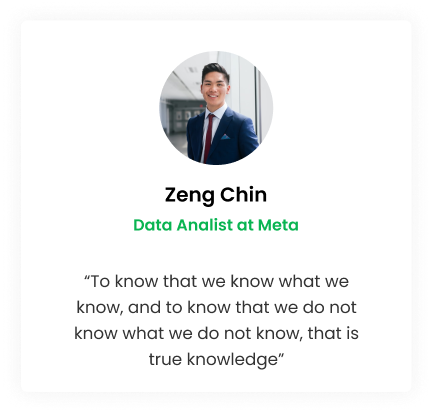 Zeng Chin
Data Analist at Meta
“To know that we know what we
know, and to know that we do not
know what we do not know, that is
true knowledge”